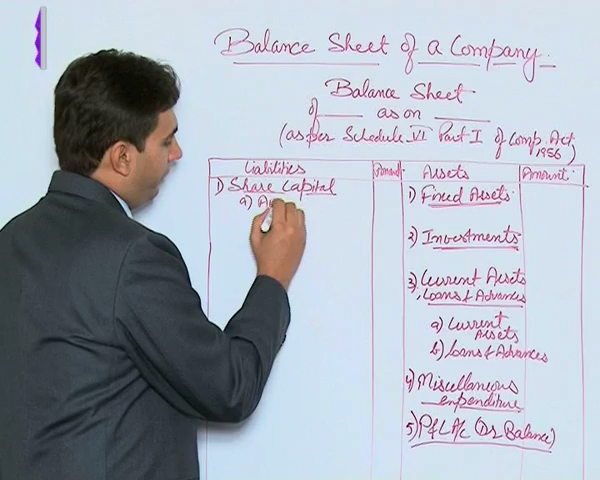 Balance Sheet of a Company.
Balance Sheet
of ____ as on ____
(as per Schedule VI Part I of Comp. Act,
1956)
Liabilities Amount Assets Amount
1) Share Capital
a) A
1) Fixed Assets
2) Investments
3) Current Assets
, Loans & Advances
a) Current
Assets
b) Loans & Advances
4) Miscellaneous
expenditure
5) P&L A/c (Dr Balance)